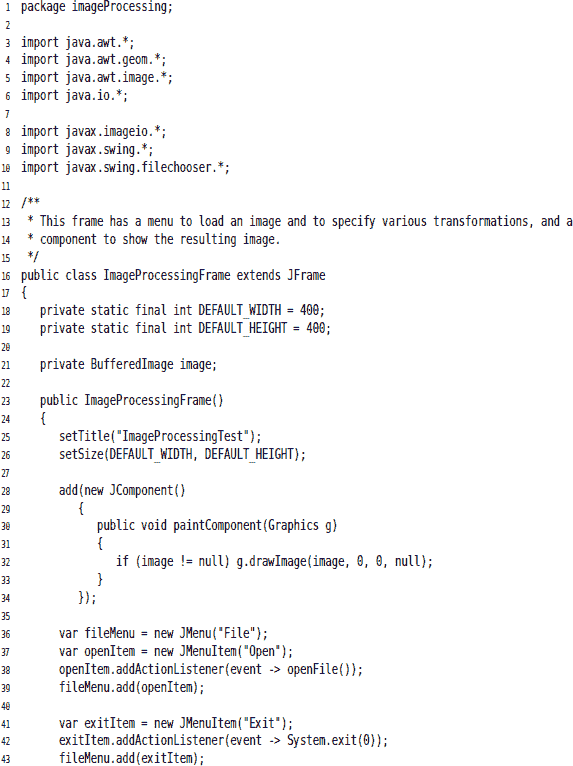 1 package imageProcessing;
2
3 import java.awt.*;
4 import java.awt.geom.*;
5 import java.awt.image.*;
6 import java.io.*;
7
8 import javax.imageio.*;
9 import javax.swing.*;
10 import javax.swing.filechooser.*;
11
12 /**
13  * This frame has a menu to load an image and to specify various transformations, and a
14  * component to show the resulting image.
15  */
16 public class ImageProcessingFrame extends JFrame
17 {
18    private static final int DEFAULT_WIDTH = 400;
19    private static final int DEFAULT_HEIGHT = 400;
20
21    private BufferedImage image;
22
23    public ImageProcessingFrame()
24    {
25       setTitle("ImageProcessingTest");
26       setSize(DEFAULT_WIDTH, DEFAULT_HEIGHT);
27
28       add(new JComponent()
29          {
30             public void paintComponent(Graphics g)
31             {
32                if (image != null) g.drawImage(image, 0, 0, null);
33             }
34          });
35
36       var fileMenu = new JMenu("File");
37       var openItem = new JMenuItem("Open");
38       openItem.addActionListener(event -> openFile());
39       fileMenu.add(openItem);
40
41       var exitItem = new JMenuItem("Exit");
42       exitItem.addActionListener(event -> System.exit(0));
43       fileMenu.add(exitItem);